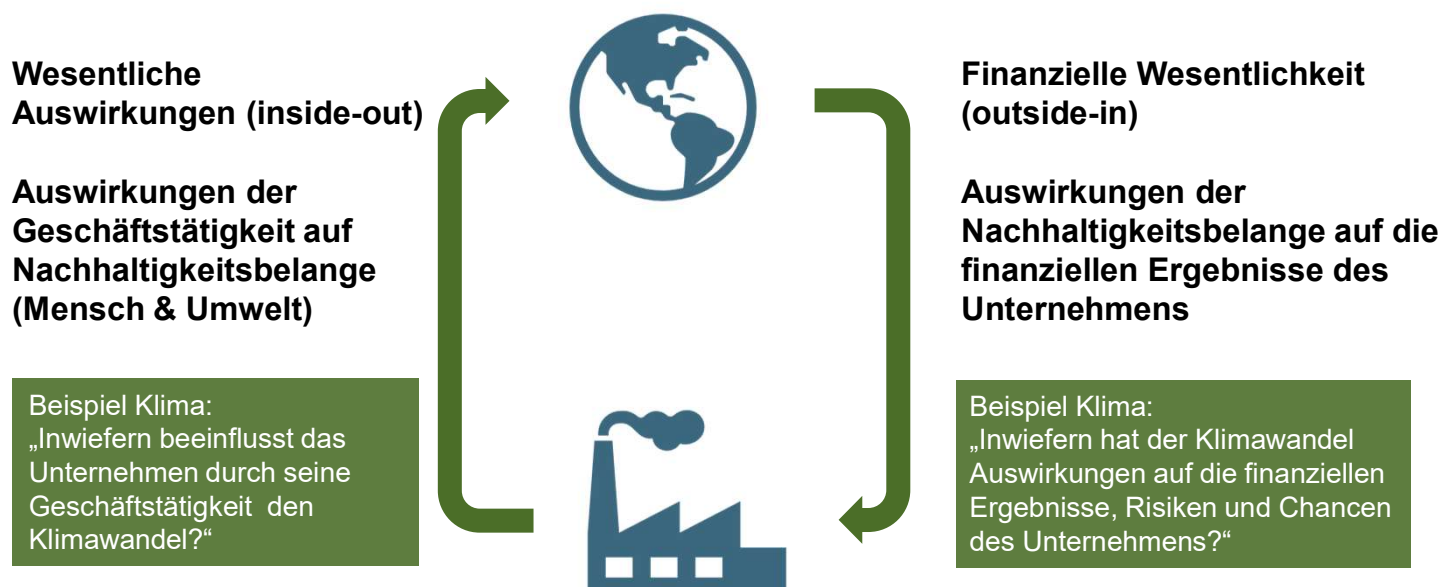 Wesentliche
Auswirkungen (inside-out)
Auswirkungen der
Geschäftstätigkeit auf
Nachhaltigkeitsbelange
(Mensch & Umwelt)
Beispiel Klima:
„Inwiefern beeinflusst das
Unternehmen durch seine
Geschäftstätigkeit den
Klimawandel?“
Finanzielle Wesentlichkeit
(outside-in)
Auswirkungen der
Nachhaltigkeitsbelange auf die
finanziellen Ergebnisse des
Unternehmens
Beispiel Klima:
„Inwiefern hat der Klimawandel
Auswirkungen auf die finanziellen
Ergebnisse, Risiken und Chancen
des Unternehmens?“